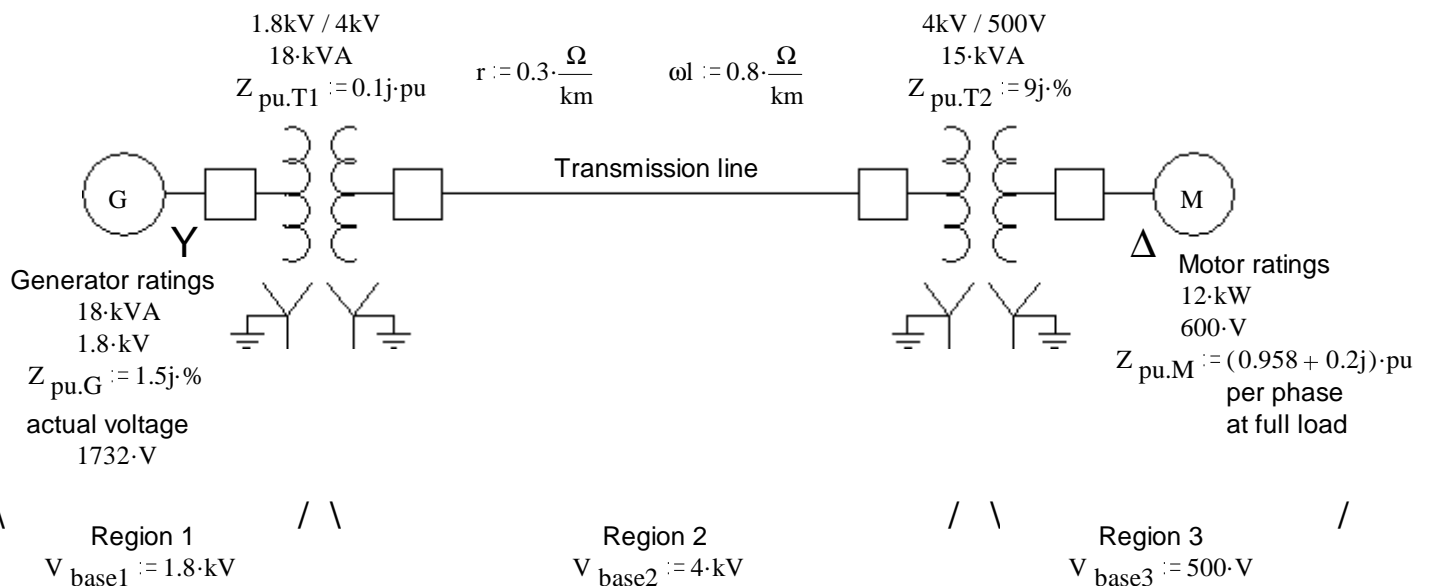 1.8kV / 4kV
18·kVA
Z pu.T1 := 0.1j·pu
r := 0.3·Ω/km
ωl := 0.8·Ω/km
4kV / 500V
15·kVA
Z pu.T2 := 9j·%
G
Transmission line
M
Y
Δ
Generator ratings
18·kVA
1.8·kV
Z pu.G := 1.5j·%
actual voltage
1732·V
Motor ratings
12·kW
600·V
Z pu.M := (0.958 + 0.2j)·pu
per phase
at full load
\ / \ / \ /
Region 1
V base1 := 1.8·kV
Region 2
V base2 := 4·kV
Region 3
V base3 := 500·V